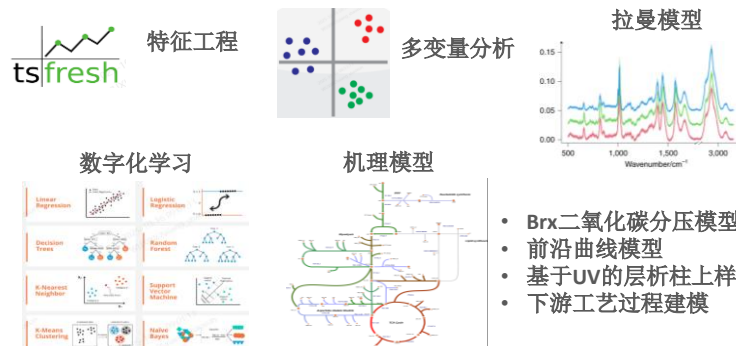 tsfresh
特征工程
多变量分析
拉曼模型
0.15
0.10
0.05
0.00
500
1,000
1,500
3,000
Wavenumber/cm⁻¹
数字化学习
机理模型
Linear
Regression
Logistic
Regression
Decision
Trees
Random
Forest
K-Nearest
Neighbor
Support
Vector
Machine
K-Means
Clustering
Naive
Bayes
• Brx二氧化碳分压模型
• 前沿曲线模型
• 基于UV的层析柱上样
• 下游工艺过程建模